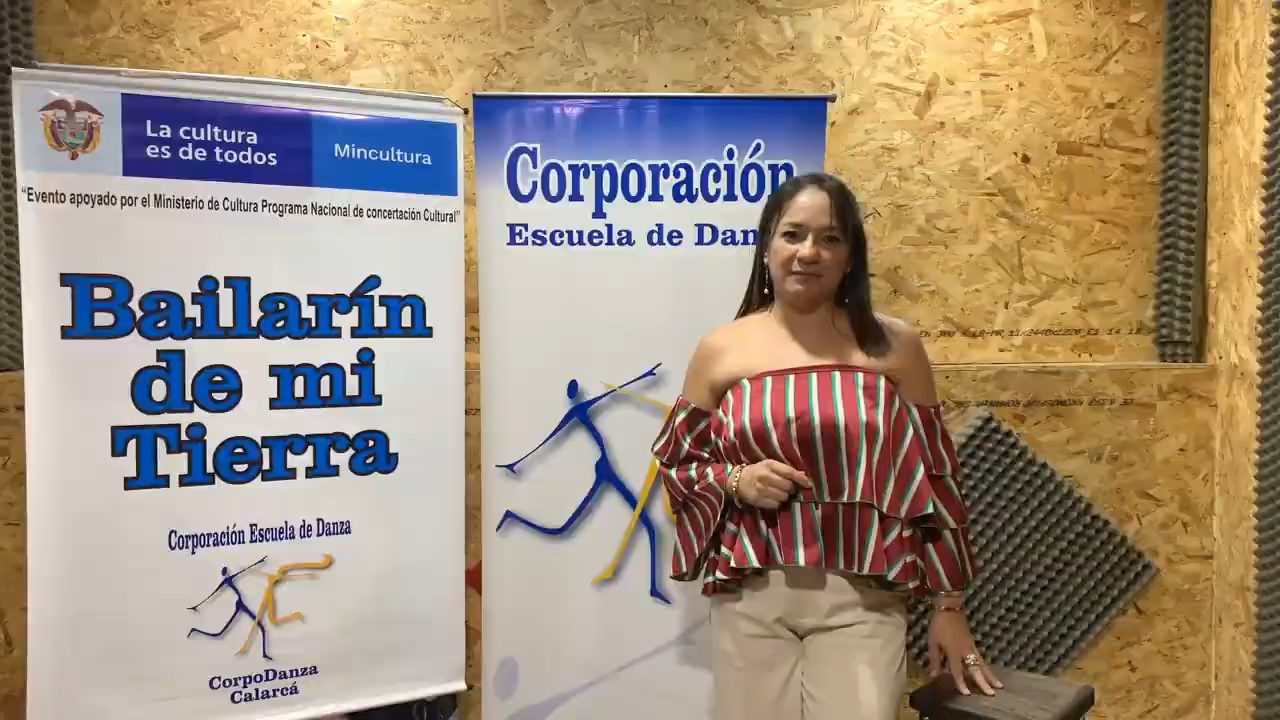 La cultura
es de todos
Mincultura
"Evento apoyado por el Ministerio de Cultura Programa Nacional de concertación Cultural"
Bailarín
de mi
Tierra
Corporación Escuela de Danza
CorpoDanza
Calarcá
Corporación
Escuela de Dan